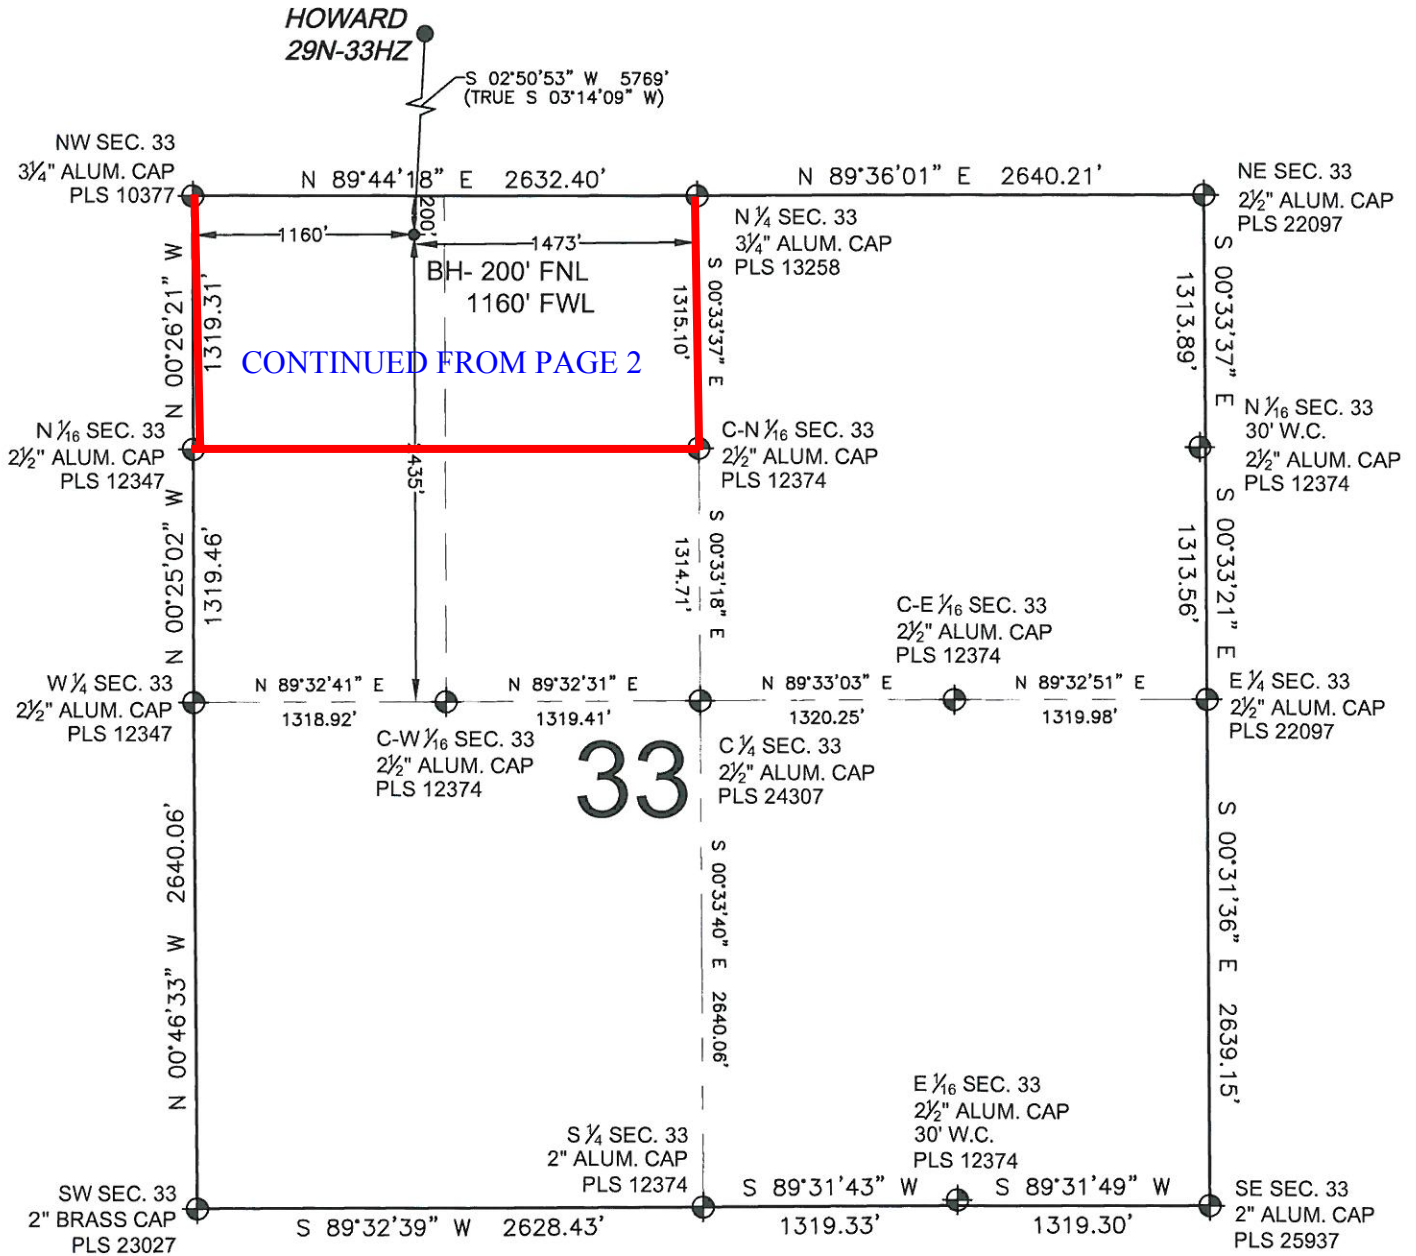 HOWARD
29N-33HZ
S 02°50'53" W 5769'
(TRUE S 03°14'09" W)
NW SEC. 33
3¼" ALUM. CAP
PLS 10377
N 89°44'18" E 2632.40'
N 89°36'01" E 2640.21'
NE SEC. 33
2½" ALUM. CAP
PLS 22097
200'
1160'
1473'
N ¼ SEC. 33
3¼" ALUM. CAP
PLS 13258
BH- 200' FNL
1160' FWL
N 00°26'21" W
1319.31'
1315.10'
S 00°33'37" E
1313.89'
S 00°33'37" E
CONTINUED FROM PAGE 2
N 1⁄16 SEC. 33
2½" ALUM. CAP
PLS 12347
C-N 1⁄16 SEC. 33
2½" ALUM. CAP
PLS 12374
N 1⁄16 SEC. 33
30' W.C.
2½" ALUM. CAP
PLS 12374
435'
N 00°25'02" W
1319.46'
1314.71'
S 00°33'18" E
1313.56'
S 00°33'21" E
C-E 1⁄16 SEC. 33
2½" ALUM. CAP
PLS 12374
W ¼ SEC. 33
2½" ALUM. CAP
PLS 12347
N 89°32'41" E
1318.92'
N 89°32'31" E
1319.41'
N 89°33'03" E
1320.25'
N 89°32'51" E
1319.98'
E ¼ SEC. 33
2½" ALUM. CAP
PLS 22097
C-W 1⁄16 SEC. 33
2½" ALUM. CAP
PLS 12374
33
C ¼ SEC. 33
2½" ALUM. CAP
PLS 24307
N 00°46'33" W 2640.06'
S 00°33'40" E 2640.06'
S 00°31'36" E 2639.15'
E 1⁄16 SEC. 33
2½" ALUM. CAP
30' W.C.
PLS 12374
S ¼ SEC. 33
2" ALUM. CAP
PLS 12374
SW SEC. 33
2" BRASS CAP
PLS 23027
S 89°32'39" W 2628.43'
S 89°31'43" W
1319.33'
S 89°31'49" W
1319.30'
SE SEC. 33
2" ALUM. CAP
PLS 25937